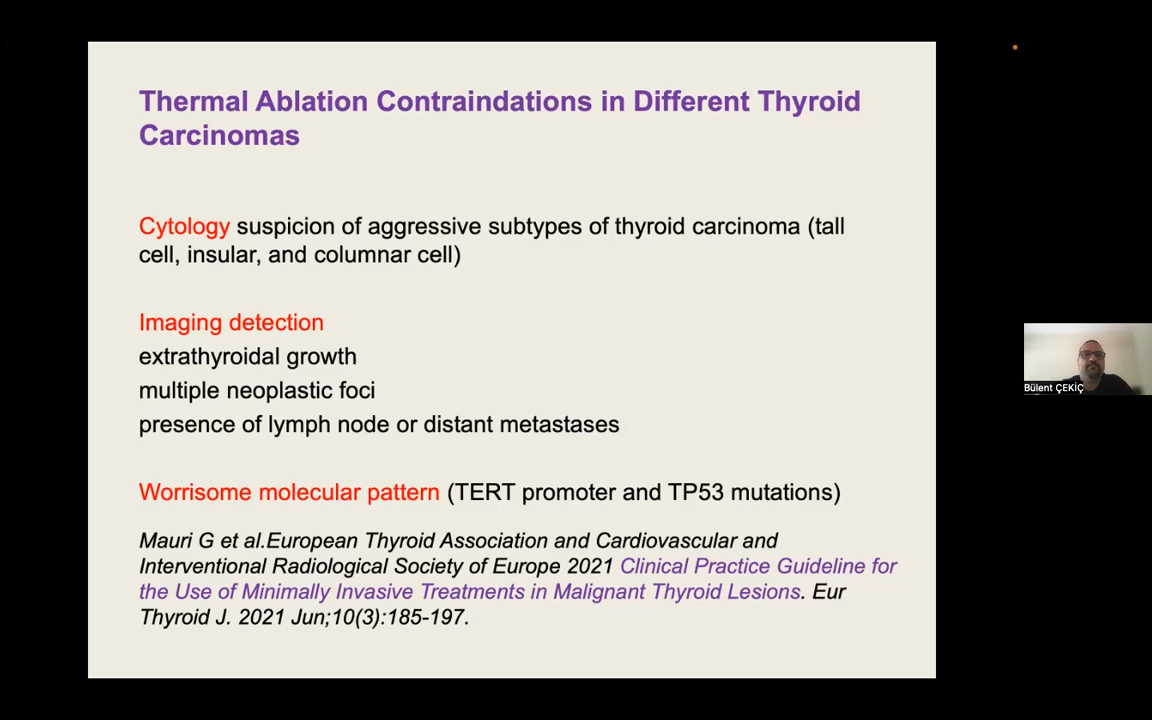 Thermal Ablation Contraindations in Different Thyroid
Carcinomas
Cytology suspicion of aggressive subtypes of thyroid carcinoma (tall
cell, insular, and columnar cell)
Imaging detection
extrathyroidal growth
multiple neoplastic foci
presence of lymph node or distant metastases
Worrisome molecular pattern (TERT promoter and TP53 mutations)
Mauri G et al.European Thyroid Association and Cardiovascular and
Interventional Radiological Society of Europe 2021 Clinical Practice Guideline for
the Use of Minimally Invasive Treatments in Malignant Thyroid Lesions. Eur
Thyroid J. 2021 Jun;10(3):185-197.
Bülent ÇEKİÇ